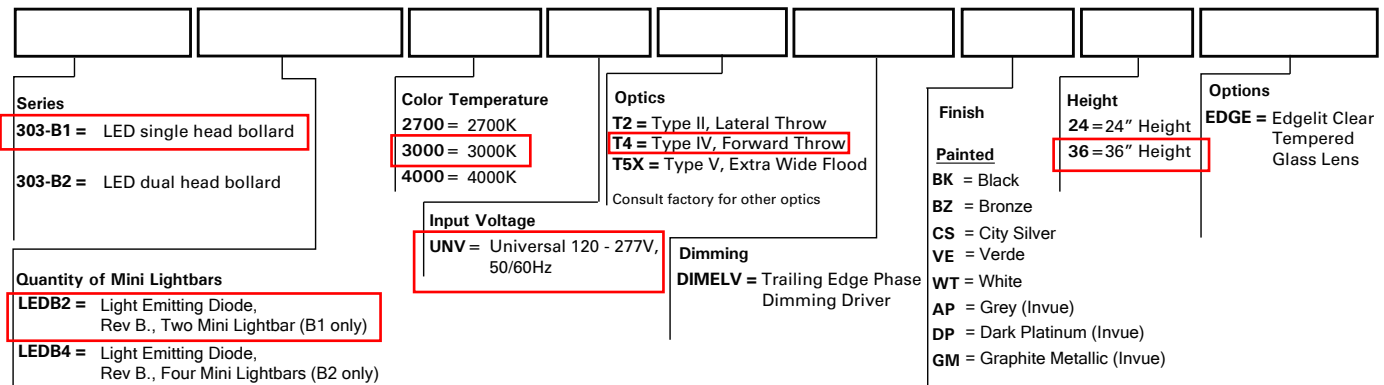 Series
303-B1 = LED single head bollard
303-B2 = LED dual head bollard
Quantity of Mini Lightbars
LEDB2 = Light Emitting Diode,
Rev B., Two Mini Lightbar (B1 only)
LEDB4 = Light Emitting Diode,
Rev B., Four Mini Lightbars (B2 only)
Color Temperature
2700 = 2700K
3000 = 3000K
4000 = 4000K
Input Voltage
UNV = Universal 120 - 277V,
50/60Hz
Optics
T2 = Type II, Lateral Throw
T4 = Type IV, Forward Throw
T5X = Type V, Extra Wide Flood
Consult factory for other optics
Dimming
DIMELV = Trailing Edge Phase
Dimming Driver
Finish
Painted
BK = Black
BZ = Bronze
CS = City Silver
VE = Verde
WT = White
AP = Grey (Invue)
DP = Dark Platinum (Invue)
GM = Graphite Metallic (Invue)
Height
24 = 24” Height
36 = 36” Height
Options
EDGE = Edgelit Clear
Tempered
Glass Lens